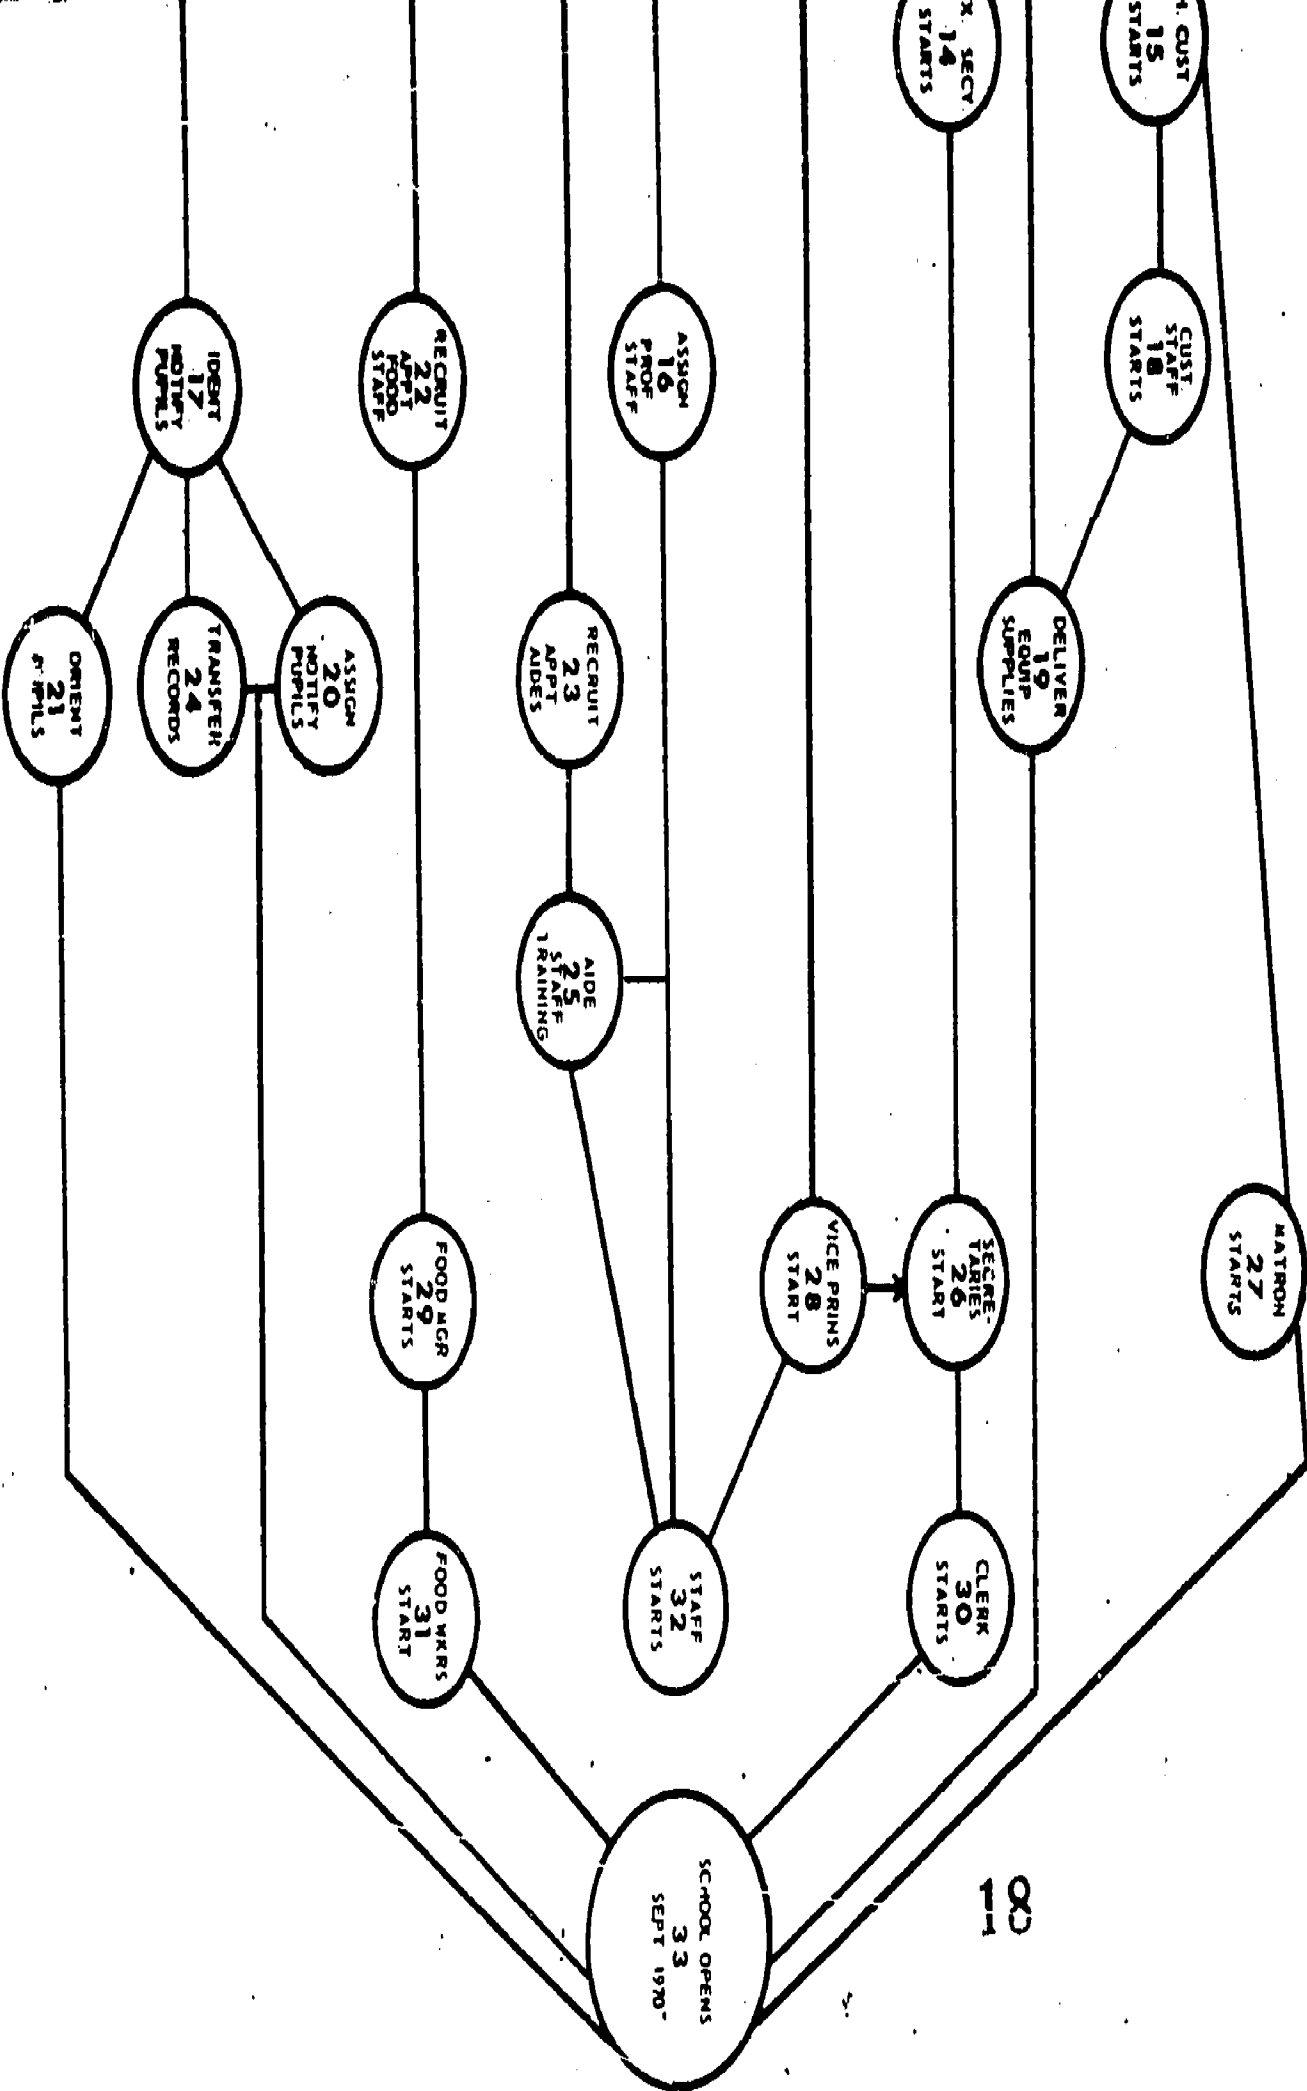 X. SECY
14
STARTS
H. CUST
15
STARTS
CUST.
STAFF
18
STARTS
ASSIGN
16
PROF
STAFF
RECRUIT
22
APPT
FOOD
STAFF
IDENT
17
NOTIFY
PUPILS
DELIVER
19
EQUIP
SUPPLIES
RECRUIT
23
APPT
AIDES
ASSIGN
20
NOTIFY
PUPILS
TRANSFER
24
RECORDS
ORIENT
21
PUPILS
AIDE
25
STAFF
TRAINING
MATRON
27
STARTS
SECRE-
TARIES
26
START
VICE PRINS
28
START
FOOD MGR
29
STARTS
CLERK
30
STARTS
STAFF
32
STARTS
FOOD WKRS
31
START
SCHOOL OPENS
33
SEPT 1970
18